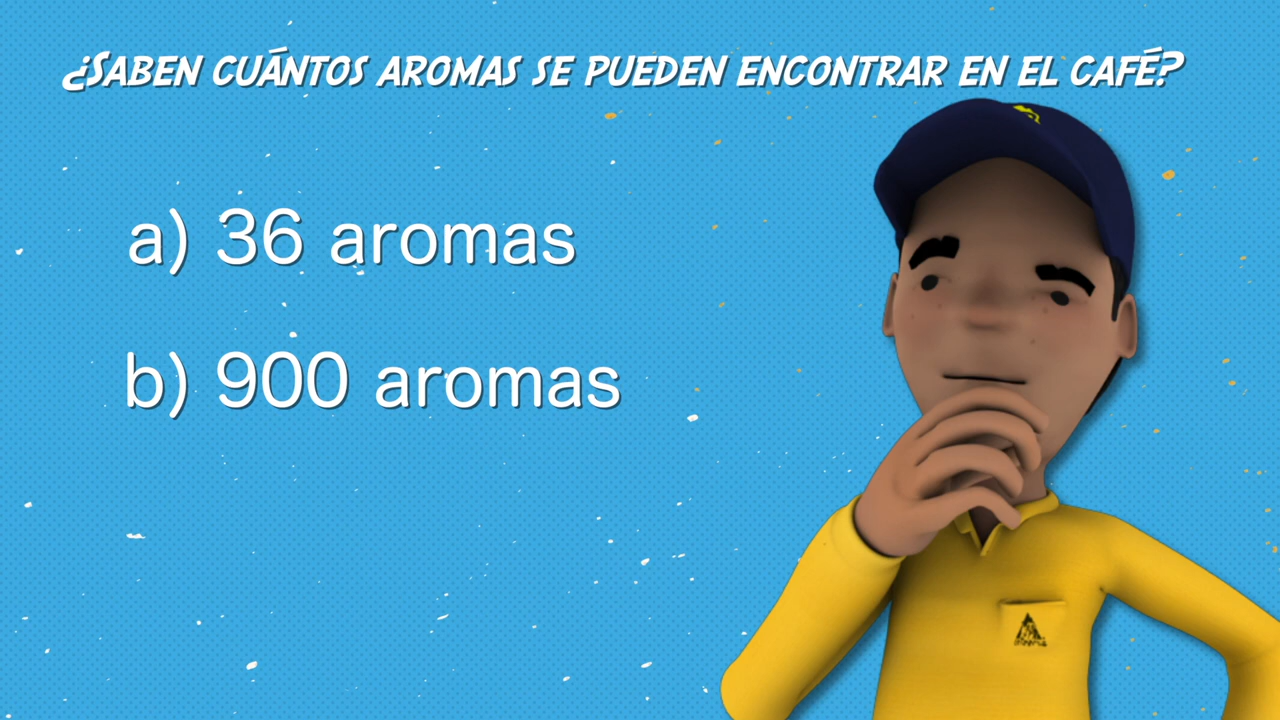 ¿SABEN CUÁNTOS AROMAS SE PUEDEN ENCONTRAR EN EL CAFÉ?
a) 36 aromas
b) 900 aromas